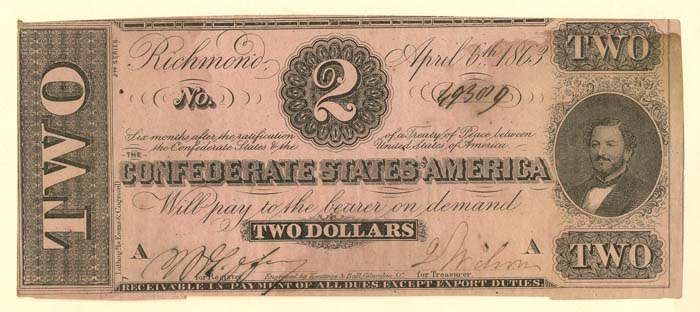 TWO
2ND SERIES
Richmond, April 6th 1863
TWO
No. 2
Six months after the ratification of a Treaty of Peace between
the Confederate States & the United States of America
THE
CONFEDERATE STATES OF AMERICA
Will pay to the bearer on demand
TWO DOLLARS
A A
for Register for Treasurer.
TWO
RECEIVABLE IN PAYMENT OF ALL DUES EXCEPT EXPORT DUTIES.